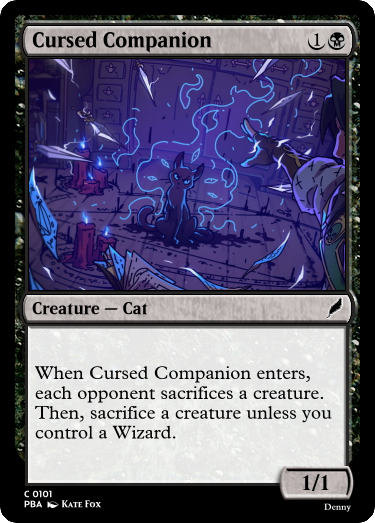 Cursed Companion 1
Creature — Cat
When Cursed Companion enters,
each opponent sacrifices a creature.
Then, sacrifice a creature unless you
control a Wizard.
1/1
C 0101
PBA Kate Fox
Denny